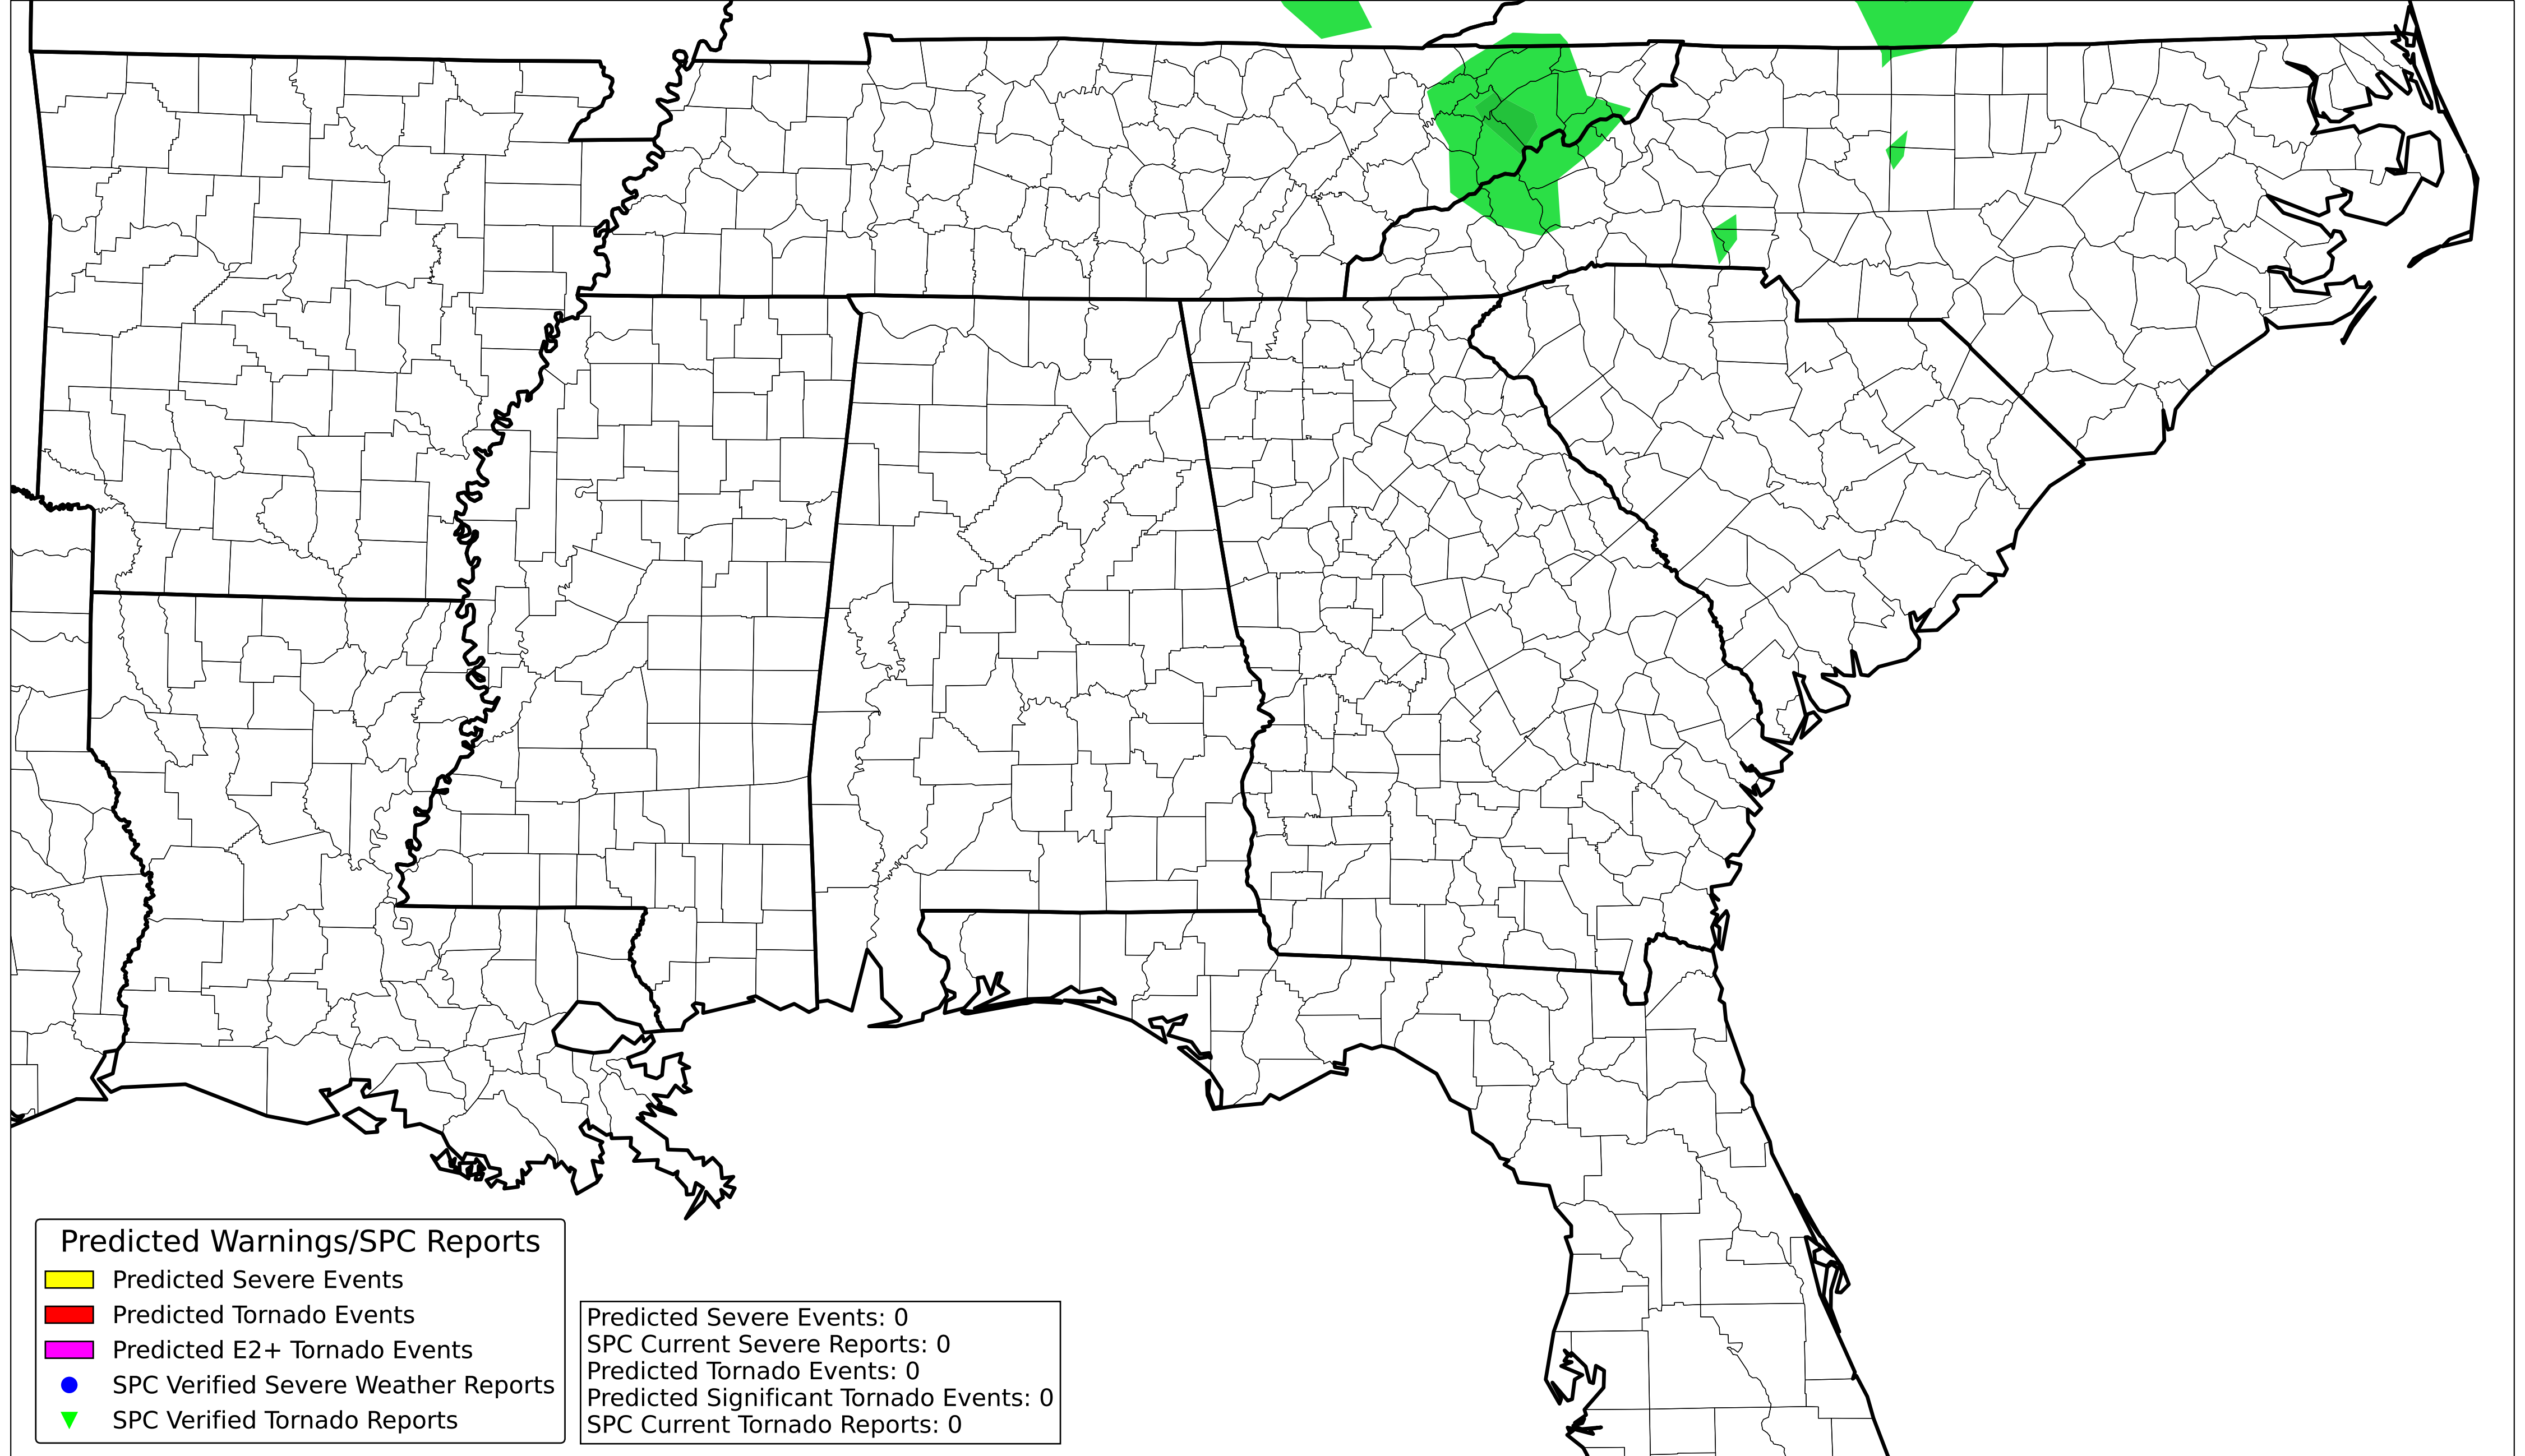 Predicted Warnings/SPC Reports
Predicted Severe Events
Predicted Tornado Events
Predicted E2+ Tornado Events
SPC Verified Severe Weather Reports
SPC Verified Tornado Reports
Predicted Severe Events: 0
SPC Current Severe Reports: 0
Predicted Tornado Events: 0
Predicted Significant Tornado Events: 0
SPC Current Tornado Reports: 0